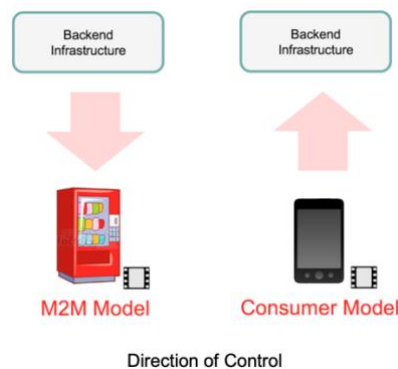 Backend
Infrastructure
Backend
Infrastructure
M2M Model
Consumer Model
Direction of Control